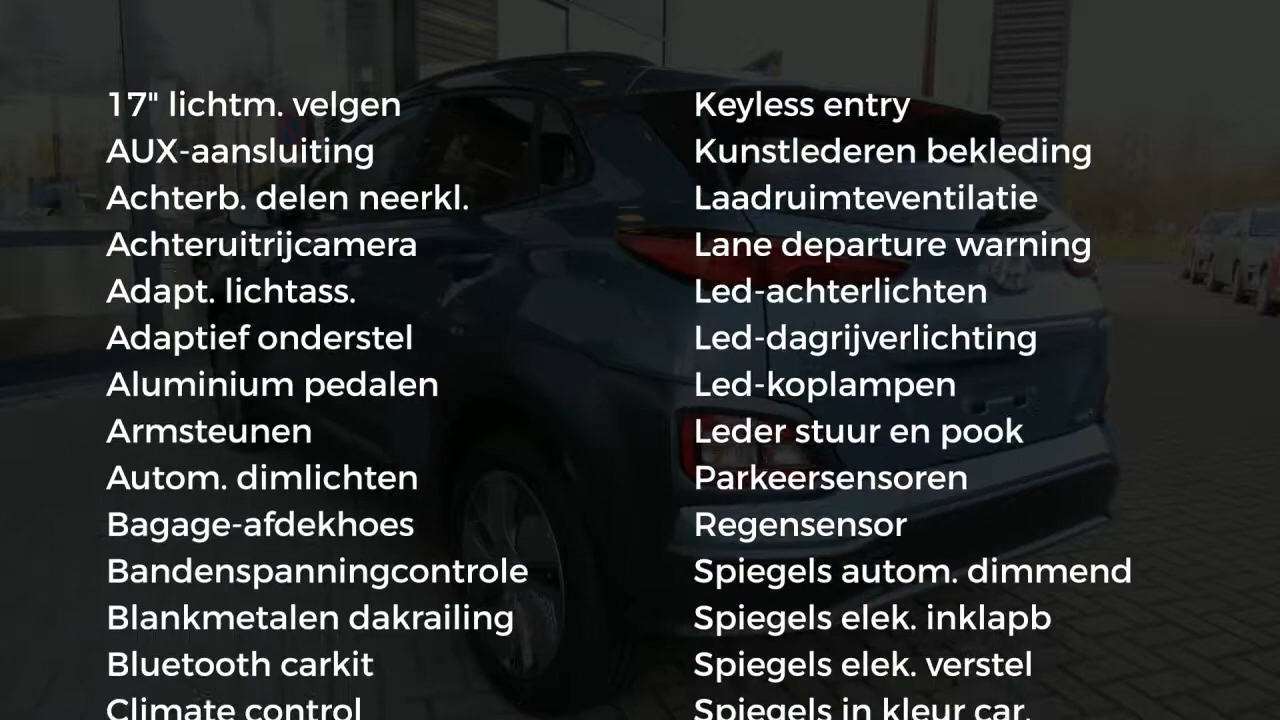 17" lichtm. velgen
AUX-aansluiting
Achterb. delen neerkl.
Achteruitrijcamera
Adapt. lichtass.
Adaptief onderstel
Aluminium pedalen
Armsteunen
Autom. dimlichten
Bagage-afdekhoes
Bandenspanningcontrole
Blankmetalen dakrailing
Bluetooth carkit
Climate control
Keyless entry
Kunstlederen bekleding
Laadruimteventilatie
Lane departure warning
Led-achterlichten
Led-dagrijverlichting
Led-koplampen
Leder stuur en pook
Parkeersensoren
Regensensor
Spiegels autom. dimmend
Spiegels elek. inklapb
Spiegels elek. verstel
Spiegels in kleur car.